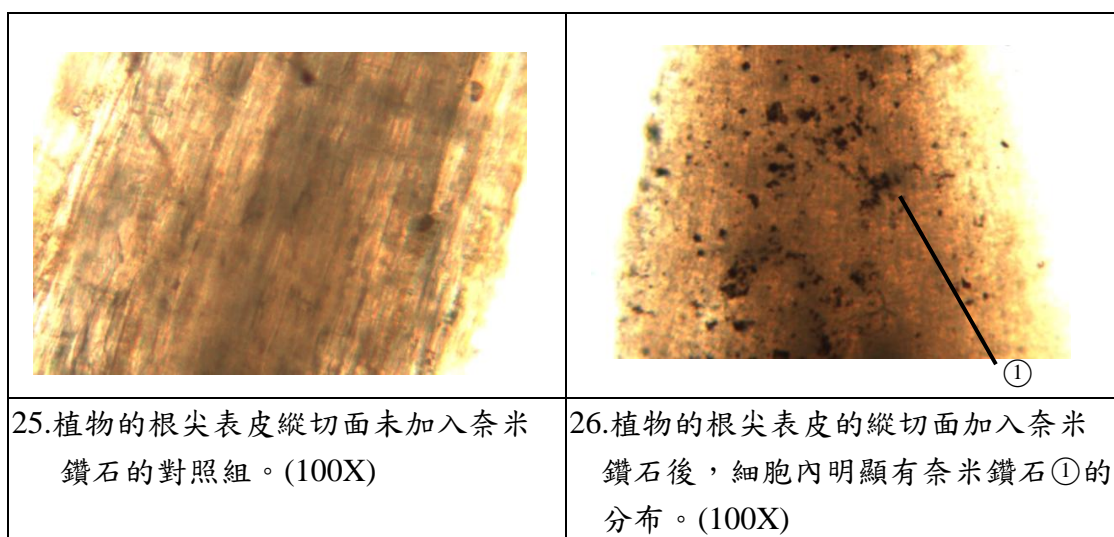 ①
25.植物的根尖表皮縱切面未加入奈米
鑽石的對照組。(100X)
26.植物的根尖表皮的縱切面加入奈米
鑽石後，細胞內明顯有奈米鑽石①的
分布。(100X)